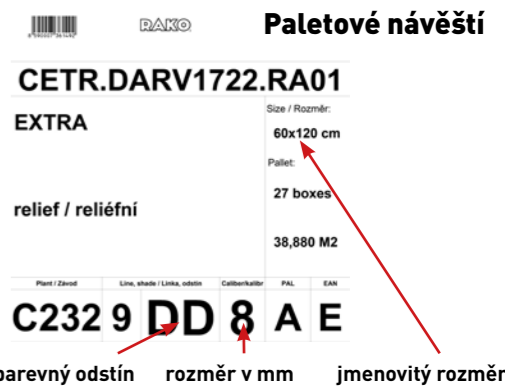 RAKO
Paletové návěští
CETR.DARV1722.RA01
EXTRA
Size / Rozměr:
60x120 cm
Pallet:
27 boxes
relief / reliéfní
38,880 M2
Plant / Závod Line, shade / Linka, odstín Caliber/kalibr PAL EAN
C232 9 DD 8 A E
barevný odstín rozměr v mm jmenovitý rozměr